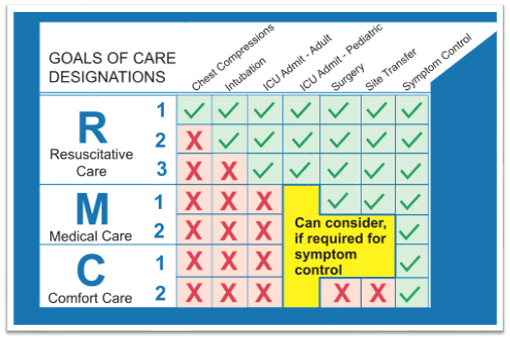 GOALS OF CARE
DESIGNATIONS
Chest Compressions
Intubation
ICU Admit - Adult
ICU Admit - Pediatric
Surgery
Site Transfer
Symptom Control
R
Resuscitative
Care
1
2
X
3
X X
M
Medical Care
1
X X X
2
X X X
C
Comfort Care
1
X X X
2
X X X X X
Can consider,
if required for
symptom
control